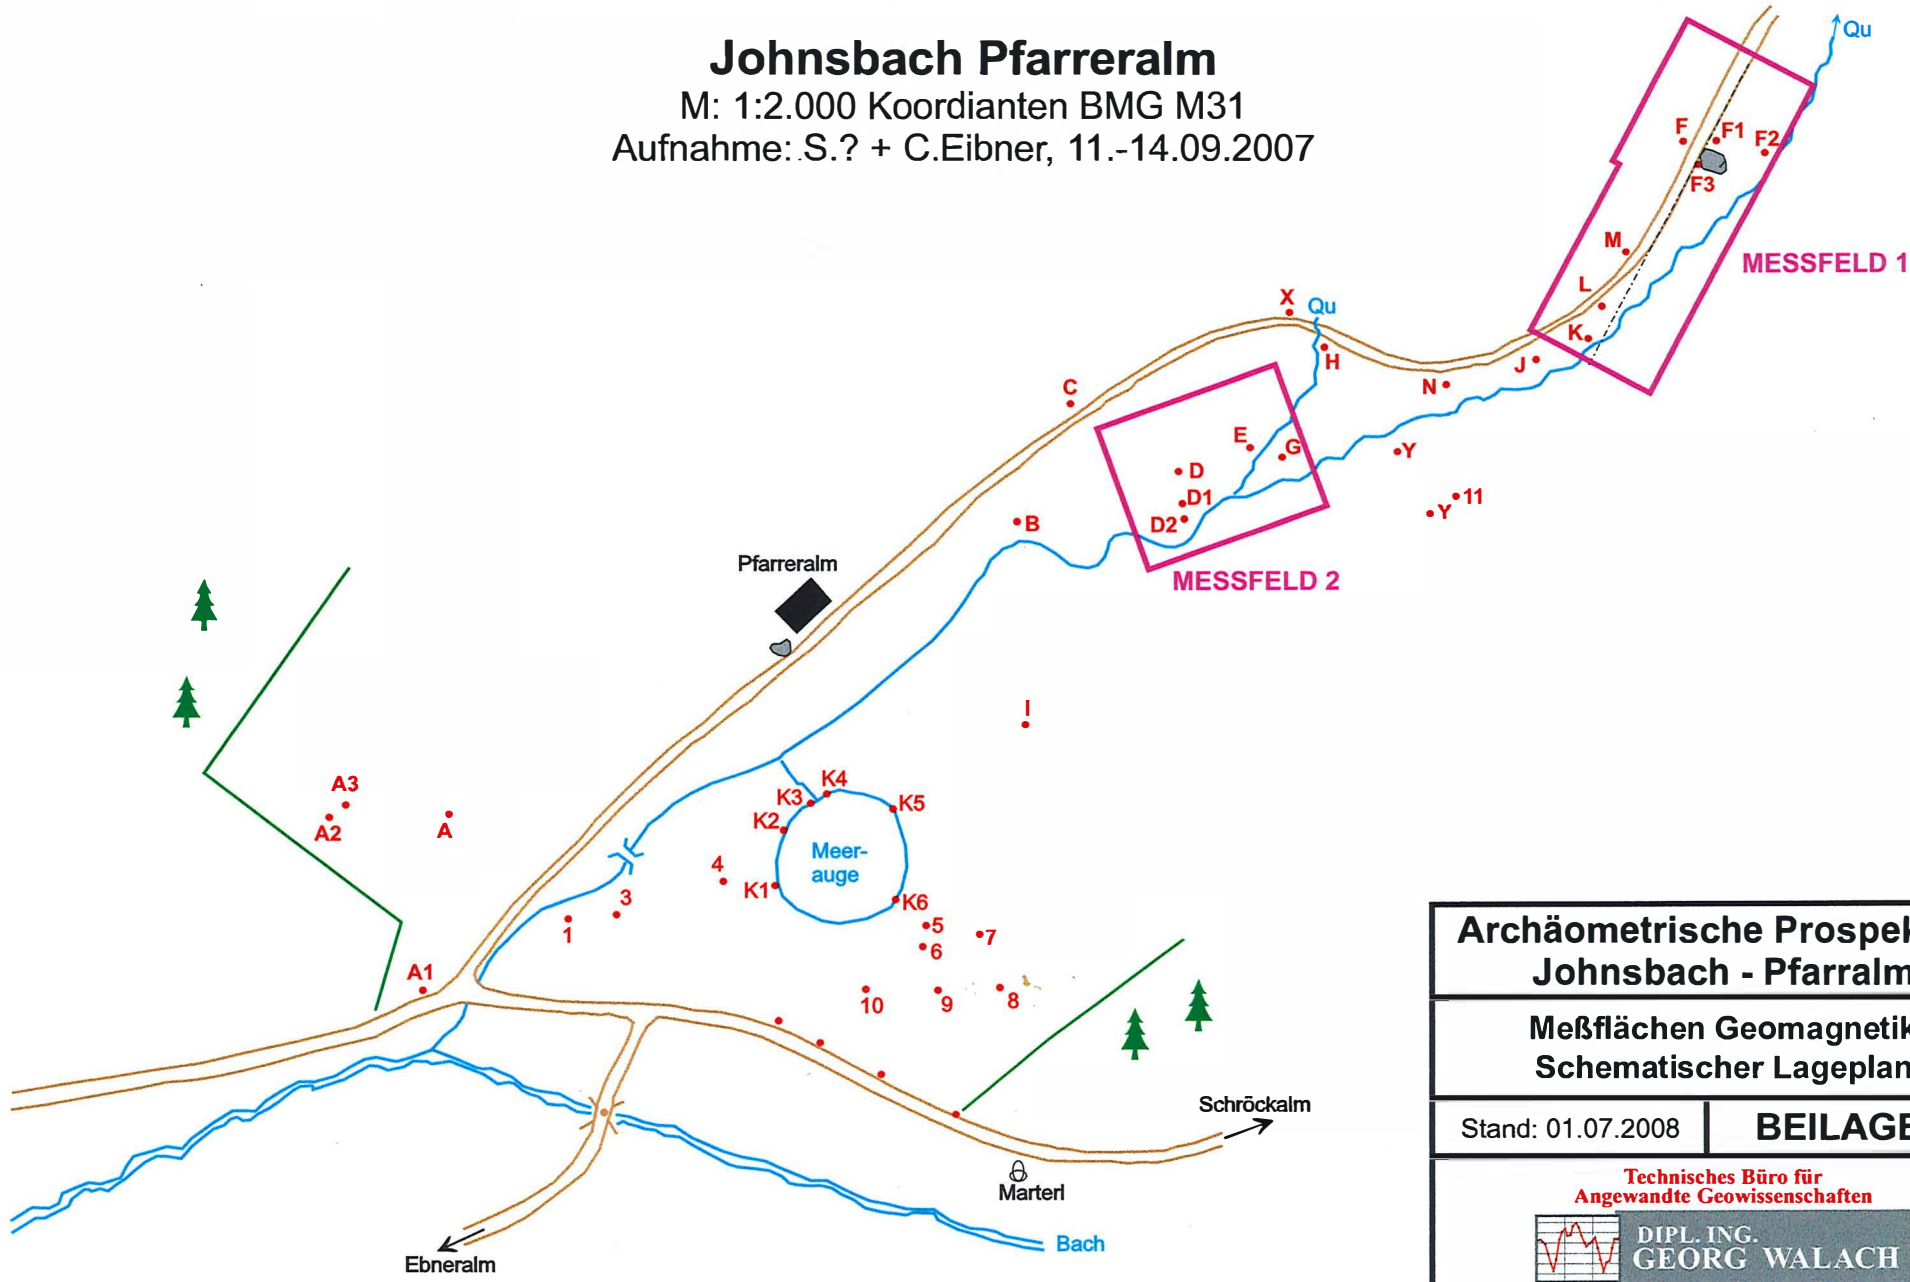 Johnsbach Pfarreralm
M: 1:2.000 Koordianten BMG M31
Aufnahme: S.? + C.Eibner, 11.-14.09.2007
Qu
F
F1
F2
F3
M
MESSFELD 1
L
X
Qu
K
H
J
N
C
E
G
Y
D
D1
11
Y
D2
B
Pfarreralm
MESSFELD 2
I
A3
K4
K3
K5
A2
A
K2
Meer-
auge
4
K1
3
K6
1
5
7
6
A1
10
9
8
Schröckalm
Marterl
Bach
Ebneralm
Archäometrische Prospek
Johnsbach - Pfarralm
Meßflächen Geomagnetik
Schematischer Lageplan
Stand: 01.07.2008
BEILAGE
Technisches Büro für
Angewandte Geowissenschaften
DIPL. ING.
GEORG WALACH